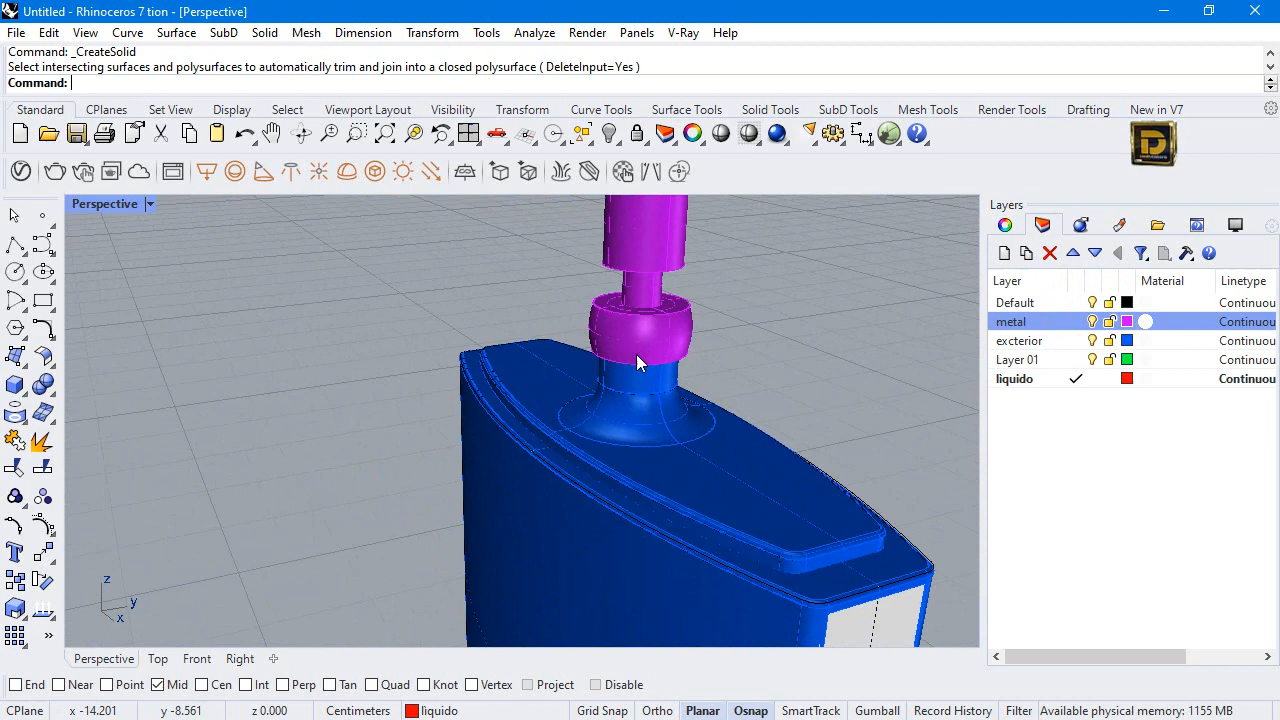 Untitled - Rhinoceros 7 tion - [Perspective]
File Edit View Curve Surface SubD Solid Mesh Dimension Transform Tools Analyze Render Panels V-Ray Help
Command: _CreateSolid
Select intersecting surfaces and polysurfaces to automatically trim and join into a closed polysurface ( DeleteInput=Yes )
Command:
Standard CPlanes Set View Display Select Viewport Layout Visibility Transform Curve Tools Surface Tools Solid Tools SubD Tools Mesh Tools Render Tools Drafting New in V7
Perspective
Layers
Layer Material Linetype
Default Continuou
metal Continuou
excterior Continuou
Layer 01 Continuou
liquido Continuou
z
y
x
Perspective Top Front Right
End Near Point Mid Cen Int Perp Tan Quad Knot Vertex Project Disable
CPlane x -14.201 y -8.561 z 0.000 Centimeters liquido Grid Snap Ortho Planar Osnap SmartTrack Gumball Record History Filter Available physical memory: 1155 MB